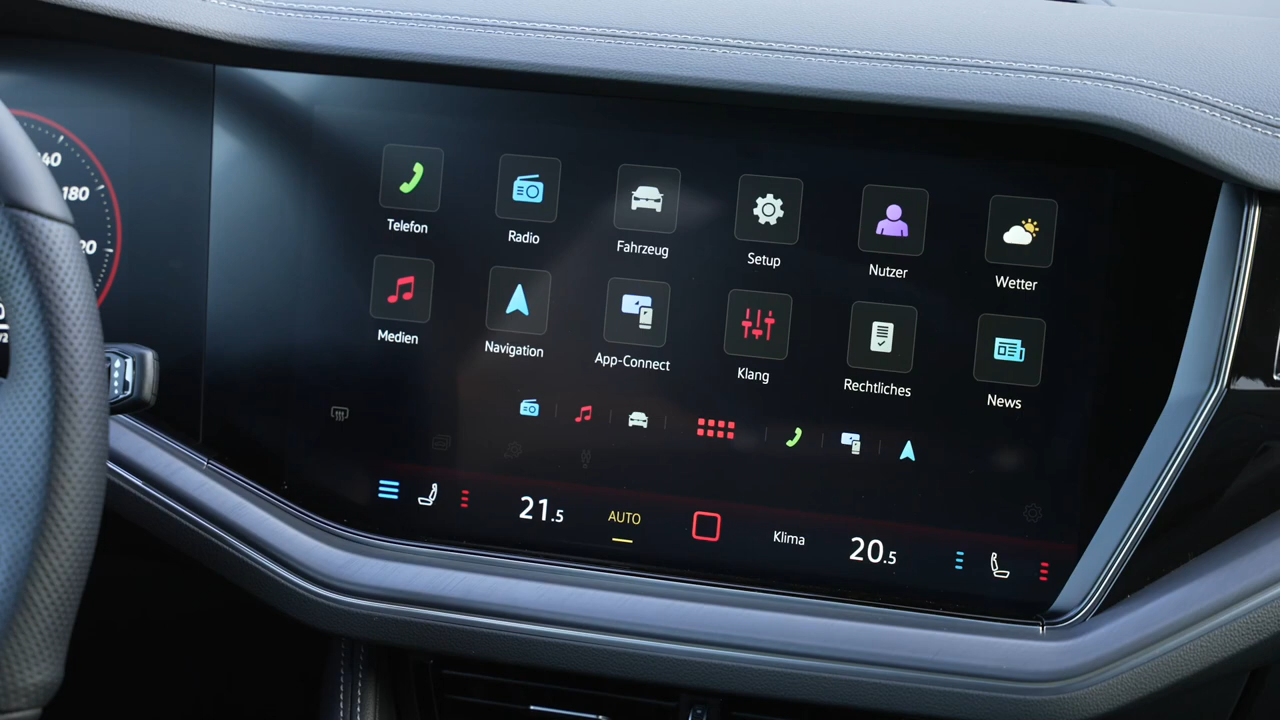 180
Telefon
Radio
Fahrzeug
Setup
Nutzer
Wetter
Medien
Navigation
App-Connect
Klang
Rechtliches
News
21.5
AUTO
Klima
20.5